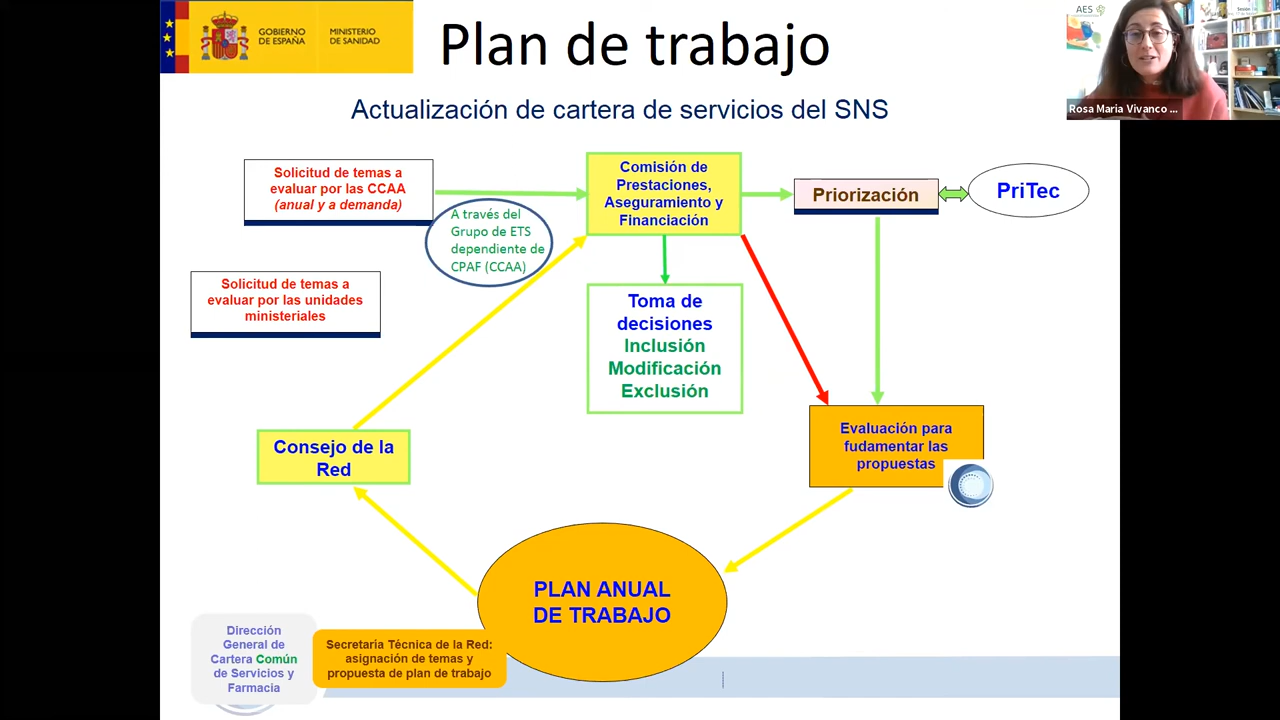 GOBIERNO
DE ESPAÑA
MINISTERIO
DE SANIDAD
Plan de trabajo
AES
Rosa Maria Vivanco ...
Actualización de cartera de servicios del SNS
Solicitud de temas a
evaluar por las CCAA
(anual y a demanda)
A través del
Grupo de ETS
dependiente de
CPAF (CCAA)
Comisión de
Prestaciones,
Aseguramiento y
Financiación
Priorización
PriTec
Solicitud de temas a
evaluar por las unidades
ministeriales
Toma de
decisiones
Inclusión
Modificación
Exclusión
Consejo de la
Red
Evaluación para
fudamentar las
propuestas
PLAN ANUAL
DE TRABAJO
Dirección
General de
Cartera Común
de Servicios y
Farmacia
Secretaría Técnica de la Red:
asignación de temas y
propuesta de plan de trabajo